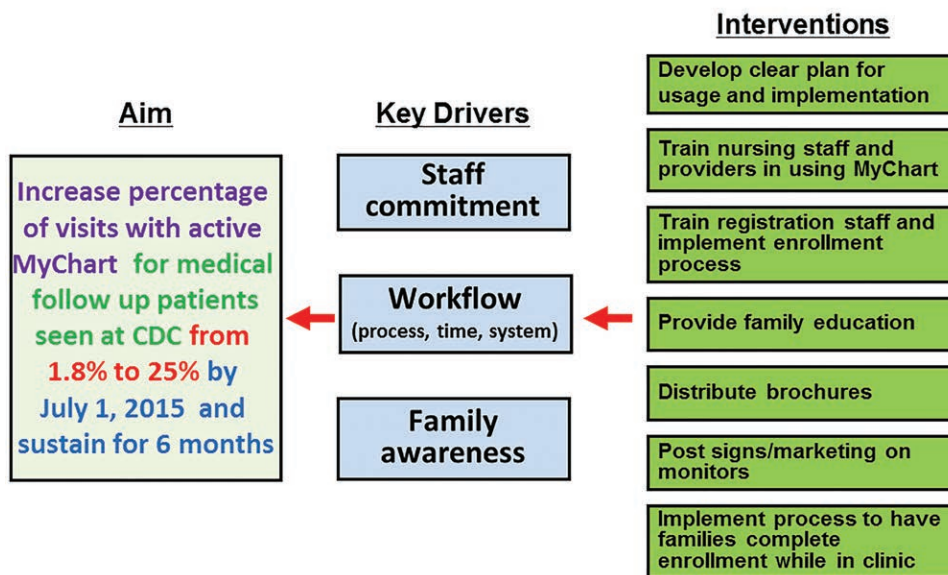 Aim
Increase percentage
of visits with active
MyChart for medical
follow up patients
seen at CDC from
1.8% to 25% by
July 1, 2015 and
sustain for 6 months
Key Drivers
Staff
commitment
Workflow
(process, time, system)
Family
awareness
Interventions
Develop clear plan for
usage and implementation
Train nursing staff and
providers in using MyChart
Train registration staff and
implement enrollment
process
Provide family education
Distribute brochures
Post signs/marketing on
monitors
Implement process to have
families complete
enrollment while in clinic